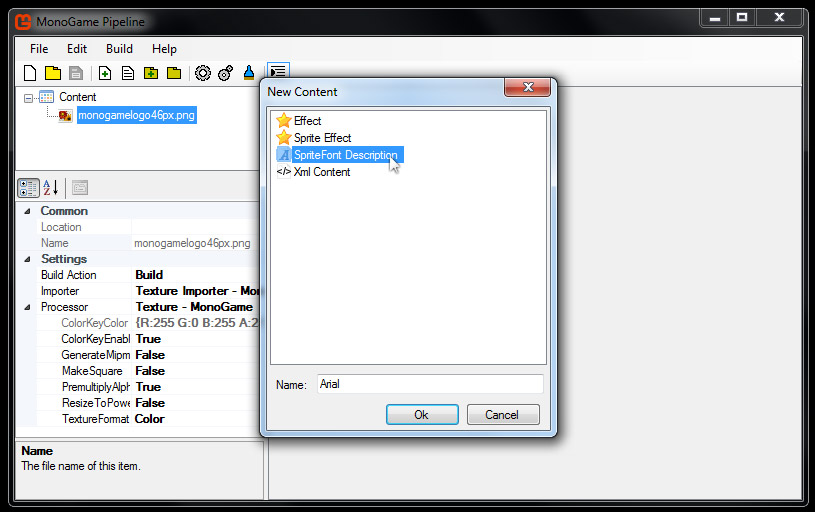 MonoGame Pipeline
File Edit Build Help
Content
monogamelogo46px.png
New Content
Effect
Sprite Effect
SpriteFont Description
</> Xml Content
Name: Arial
Ok Cancel
Common
Location
Name monogamelogo46px.png
Settings
Build Action Build
Importer Texture Importer - Mo
Processor Texture - MonoGame
ColorKeyColor {R:255 G:0 B:255 A:2
ColorKeyEnabl True
GenerateMipm False
MakeSquare False
PremultiplyAlph True
ResizeToPowe False
TextureFormat Color
Name
The file name of this item.